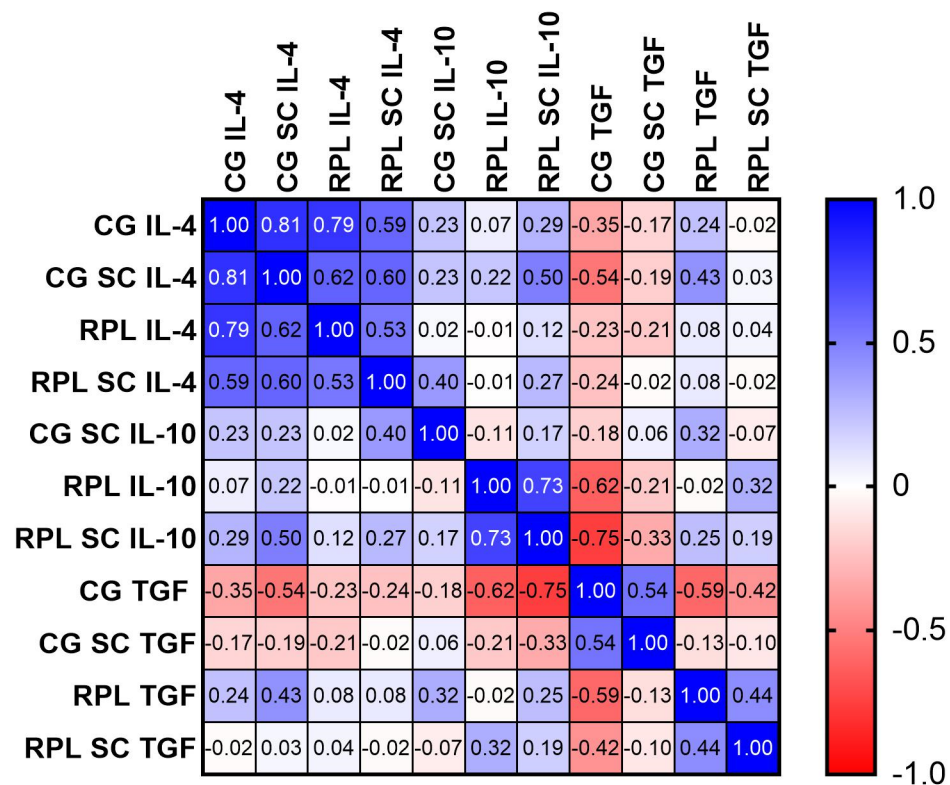 CG IL-4 CG SC IL-4 RPL IL-4 RPL SC IL-4 CG SC IL-10 RPL IL-10 RPL SC IL-10 CG TGF CG SC TGF RPL TGF RPL SC TGF
CG IL-4 1.00 0.81 0.79 0.59 0.23 0.07 0.29 -0.35 -0.17 0.24 -0.02
CG SC IL-4 0.81 1.00 0.62 0.60 0.23 0.22 0.50 -0.54 -0.19 0.43 0.03
RPL IL-4 0.79 0.62 1.00 0.53 0.02 -0.01 0.12 -0.23 -0.21 0.08 0.04
RPL SC IL-4 0.59 0.60 0.53 1.00 0.40 -0.01 0.27 -0.24 -0.02 0.08 -0.02
CG SC IL-10 0.23 0.23 0.02 0.40 1.00 -0.11 0.17 -0.18 0.06 0.32 -0.07
RPL IL-10 0.07 0.22 -0.01 -0.01 -0.11 1.00 0.73 -0.62 -0.21 -0.02 0.32
RPL SC IL-10 0.29 0.50 0.12 0.27 0.17 0.73 1.00 -0.75 -0.33 0.25 0.19
CG TGF -0.35 -0.54 -0.23 -0.24 -0.18 -0.62 -0.75 1.00 0.54 -0.59 -0.42
CG SC TGF -0.17 -0.19 -0.21 -0.02 0.06 -0.21 -0.33 0.54 1.00 -0.13 -0.10
RPL TGF 0.24 0.43 0.08 0.08 0.32 -0.02 0.25 -0.59 -0.13 1.00 0.44
RPL SC TGF -0.02 0.03 0.04 -0.02 -0.07 0.32 0.19 -0.42 -0.10 0.44 1.00
1.0
0.5
0
-0.5
-1.0